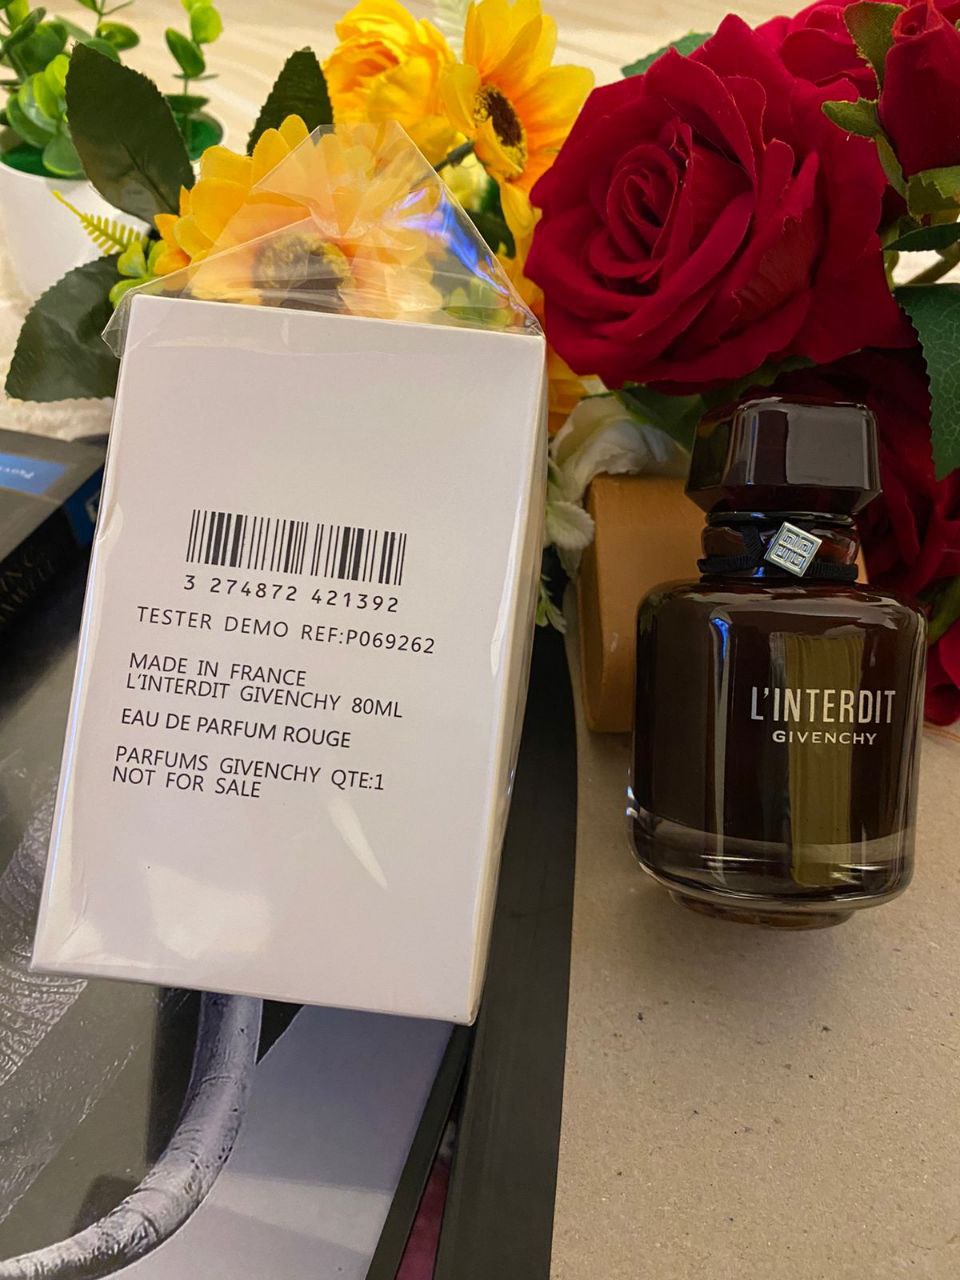 3 274872 421392
TESTER DEMO REF:P069262
MADE IN FRANCE
L'INTERDIT GIVENCHY 80ML
EAU DE PARFUM ROUGE
PARFUMS GIVENCHY QTE:1
NOT FOR SALE
L'INTERDIT
GIVENCHY